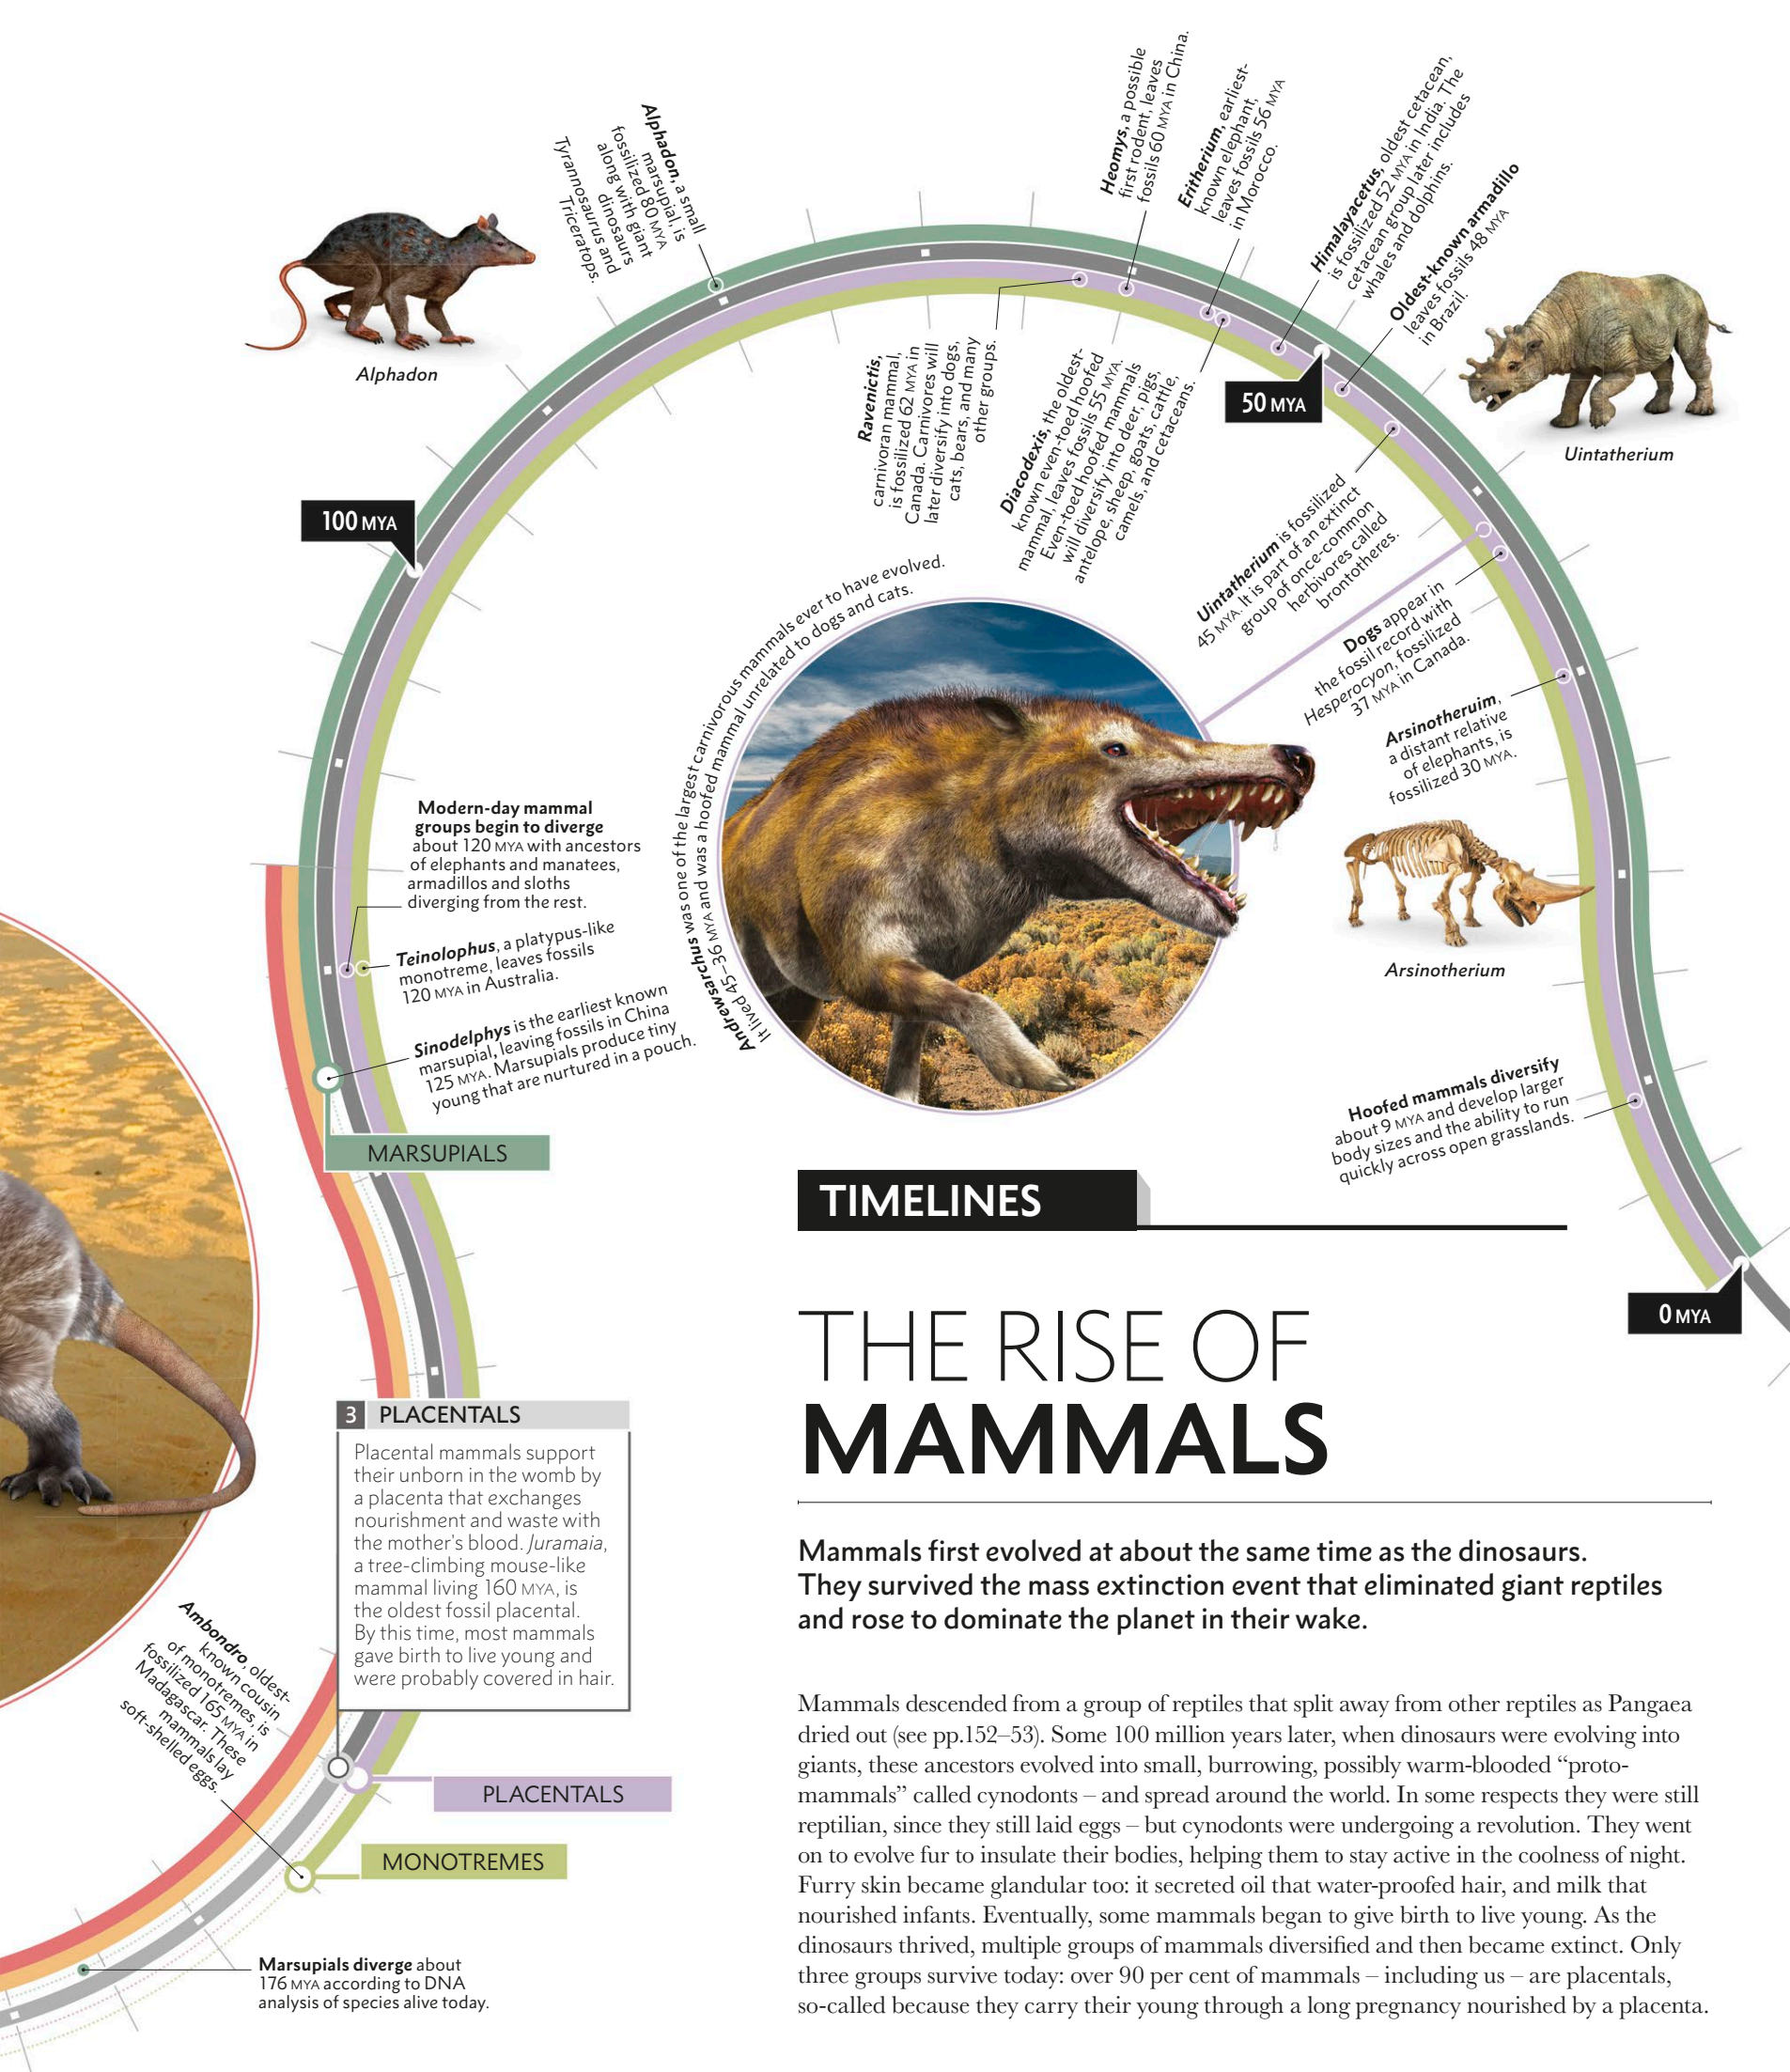 Alphadon, a small
marsupial, is
fossilized 80 MYA
along with giant
dinosaurs
Tyrannosaurus and
Triceratops.
Heomys, a possible
first rodent, leaves
fossils 60 MYA in China.
Eritherium, earliest-
known elephant,
leaves fossils 56 MYA
in Morocco.
Himalayacetus, oldest cetacean,
is fossilized 52 MYA in India. The
cetacean group later includes
whales and dolphins.
Oldest-known armadillo
leaves fossils 48 MYA
in Brazil.
Alphadon
Uintatherium
Ravenictis,
carnivoran mammal,
is fossilized 62 MYA in
Canada. Carnivores will
later diversify into dogs,
cats, bears, and many
other groups.
Diacodexis, the oldest-
known even-toed hoofed
mammal, leaves fossils 55 MYA.
Even-toed hoofed mammals
will diversify into deer, pigs,
antelope, sheep, goats, cattle,
camels, and cetaceans.
50 MYA
100 MYA
Uintatherium is fossilized
45 MYA. It is part of an extinct
group of once-common
herbivores called
brontotheres.
Dogs appear in
the fossil record with
Hesperocyon, fossilized
37 MYA in Canada.
Arsinotheruim,
a distant relative
of elephants, is
fossilized 30 MYA.
Arsinotherium
Andrewsarchus was one of the largest carnivorous mammals ever to have evolved.
It lived 45–36 MYA and was a hoofed mammal unrelated to dogs and cats.
Modern-day mammal
groups begin to diverge
about 120 MYA with ancestors
of elephants and manatees,
armadillos and sloths
diverging from the rest.
Teinolophus, a platypus-like
monotreme, leaves fossils
120 MYA in Australia.
Sinodelphys is the earliest known
marsupial, leaving fossils in China
125 MYA. Marsupials produce tiny
young that are nurtured in a pouch.
MARSUPIALS
Hoofed mammals diversify
about 9 MYA and develop larger
body sizes and the ability to run
quickly across open grasslands.
0 MYA
TIMELINES
THE RISE OF
MAMMALS
Mammals first evolved at about the same time as the dinosaurs.
They survived the mass extinction event that eliminated giant reptiles
and rose to dominate the planet in their wake.
Mammals descended from a group of reptiles that split away from other reptiles as Pangaea
dried out (see pp.152–53). Some 100 million years later, when dinosaurs were evolving into
giants, these ancestors evolved into small, burrowing, possibly warm-blooded “proto-
mammals” called cynodonts – and spread around the world. In some respects they were still
reptilian, since they still laid eggs – but cynodonts were undergoing a revolution. They went
on to evolve fur to insulate their bodies, helping them to stay active in the coolness of night.
Furry skin became glandular too: it secreted oil that water-proofed hair, and milk that
nourished infants. Eventually, some mammals began to give birth to live young. As the
dinosaurs thrived, multiple groups of mammals diversified and then became extinct. Only
three groups survive today: over 90 per cent of mammals – including us – are placentals,
so-called because they carry their young through a long pregnancy nourished by a placenta.
3 PLACENTALS
Placental mammals support
their unborn in the womb by
a placenta that exchanges
nourishment and waste with
the mother's blood. Juramaia,
a tree-climbing mouse-like
mammal living 160 MYA, is
the oldest fossil placental.
By this time, most mammals
gave birth to live young and
were probably covered in hair.
Ambondro, oldest-
known cousin
of monotremes, is
fossilized 165 MYA in
Madagascar. These
mammals lay
soft-shelled eggs.
PLACENTALS
MONOTREMES
Marsupials diverge about
176 MYA according to DNA
analysis of species alive today.